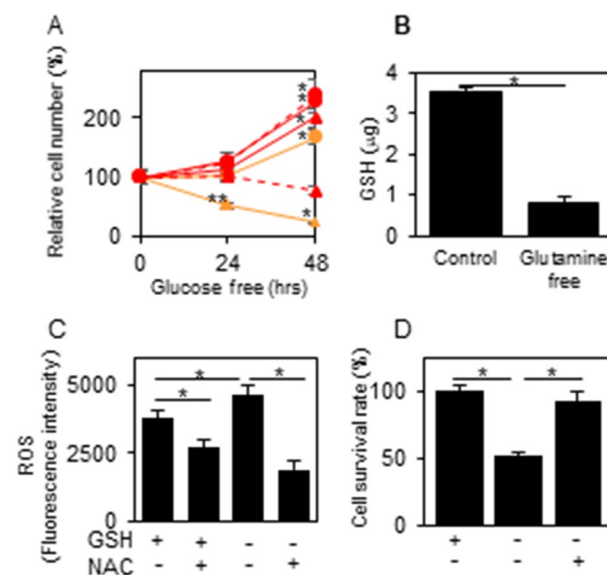 A
Relative cell number (%)
200
100
0
*
*
*
*
**
*
0 24 48
Glucose free (hrs)
B
GSH (μg)
4
3
2
1
0
*
Control Glutamine
free
C
ROS
(Fluorescence intensity)
5000
2500
0
* *
*
GSH + + - -
NAC - + - +
D
Cell survival rate (%)
100
50
0
* *
+ - -
- - +